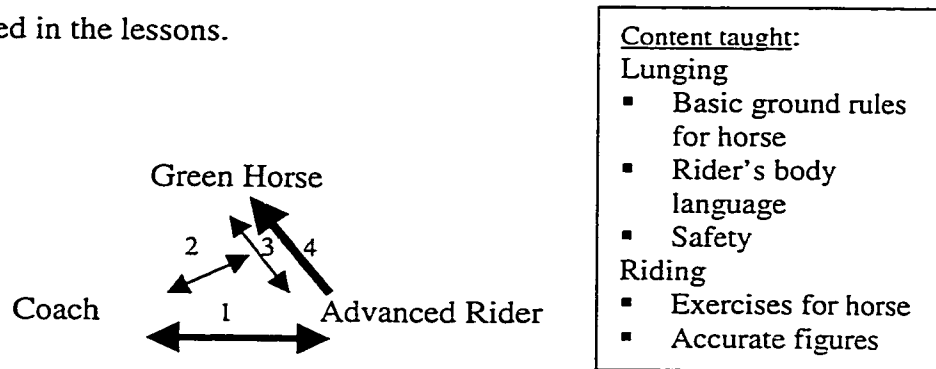 ed in the lessons.
Green Horse
2
3
4
Coach
1
Advanced Rider
Content taught:
Lunging
▪ Basic ground rules
for horse
▪ Rider's body
language
▪ Safety
Riding
▪ Exercises for horse
▪ Accurate figures